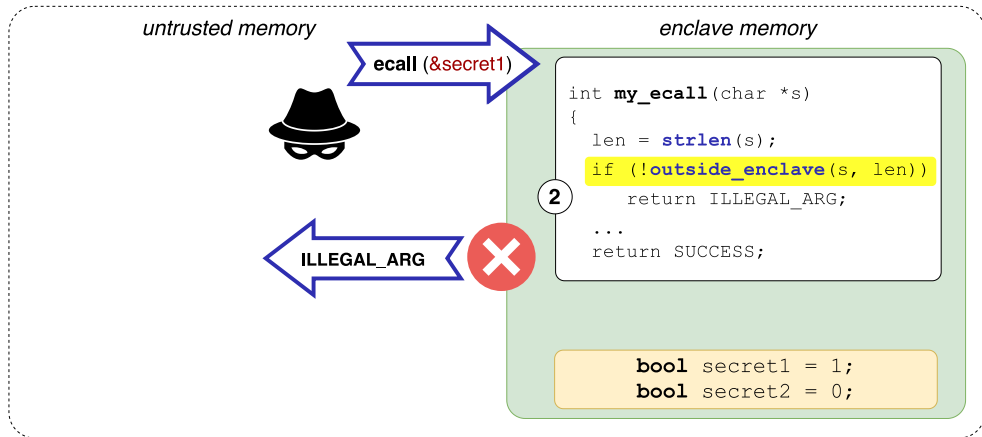 untrusted memory
enclave memory
ecall (&secret1)
int my_ecall(char *s)
{
len = strlen(s);
if (!outside_enclave(s, len))
2
return ILLEGAL_ARG;
...
return SUCCESS;
ILLEGAL_ARG
bool secret1 = 1;
bool secret2 = 0;